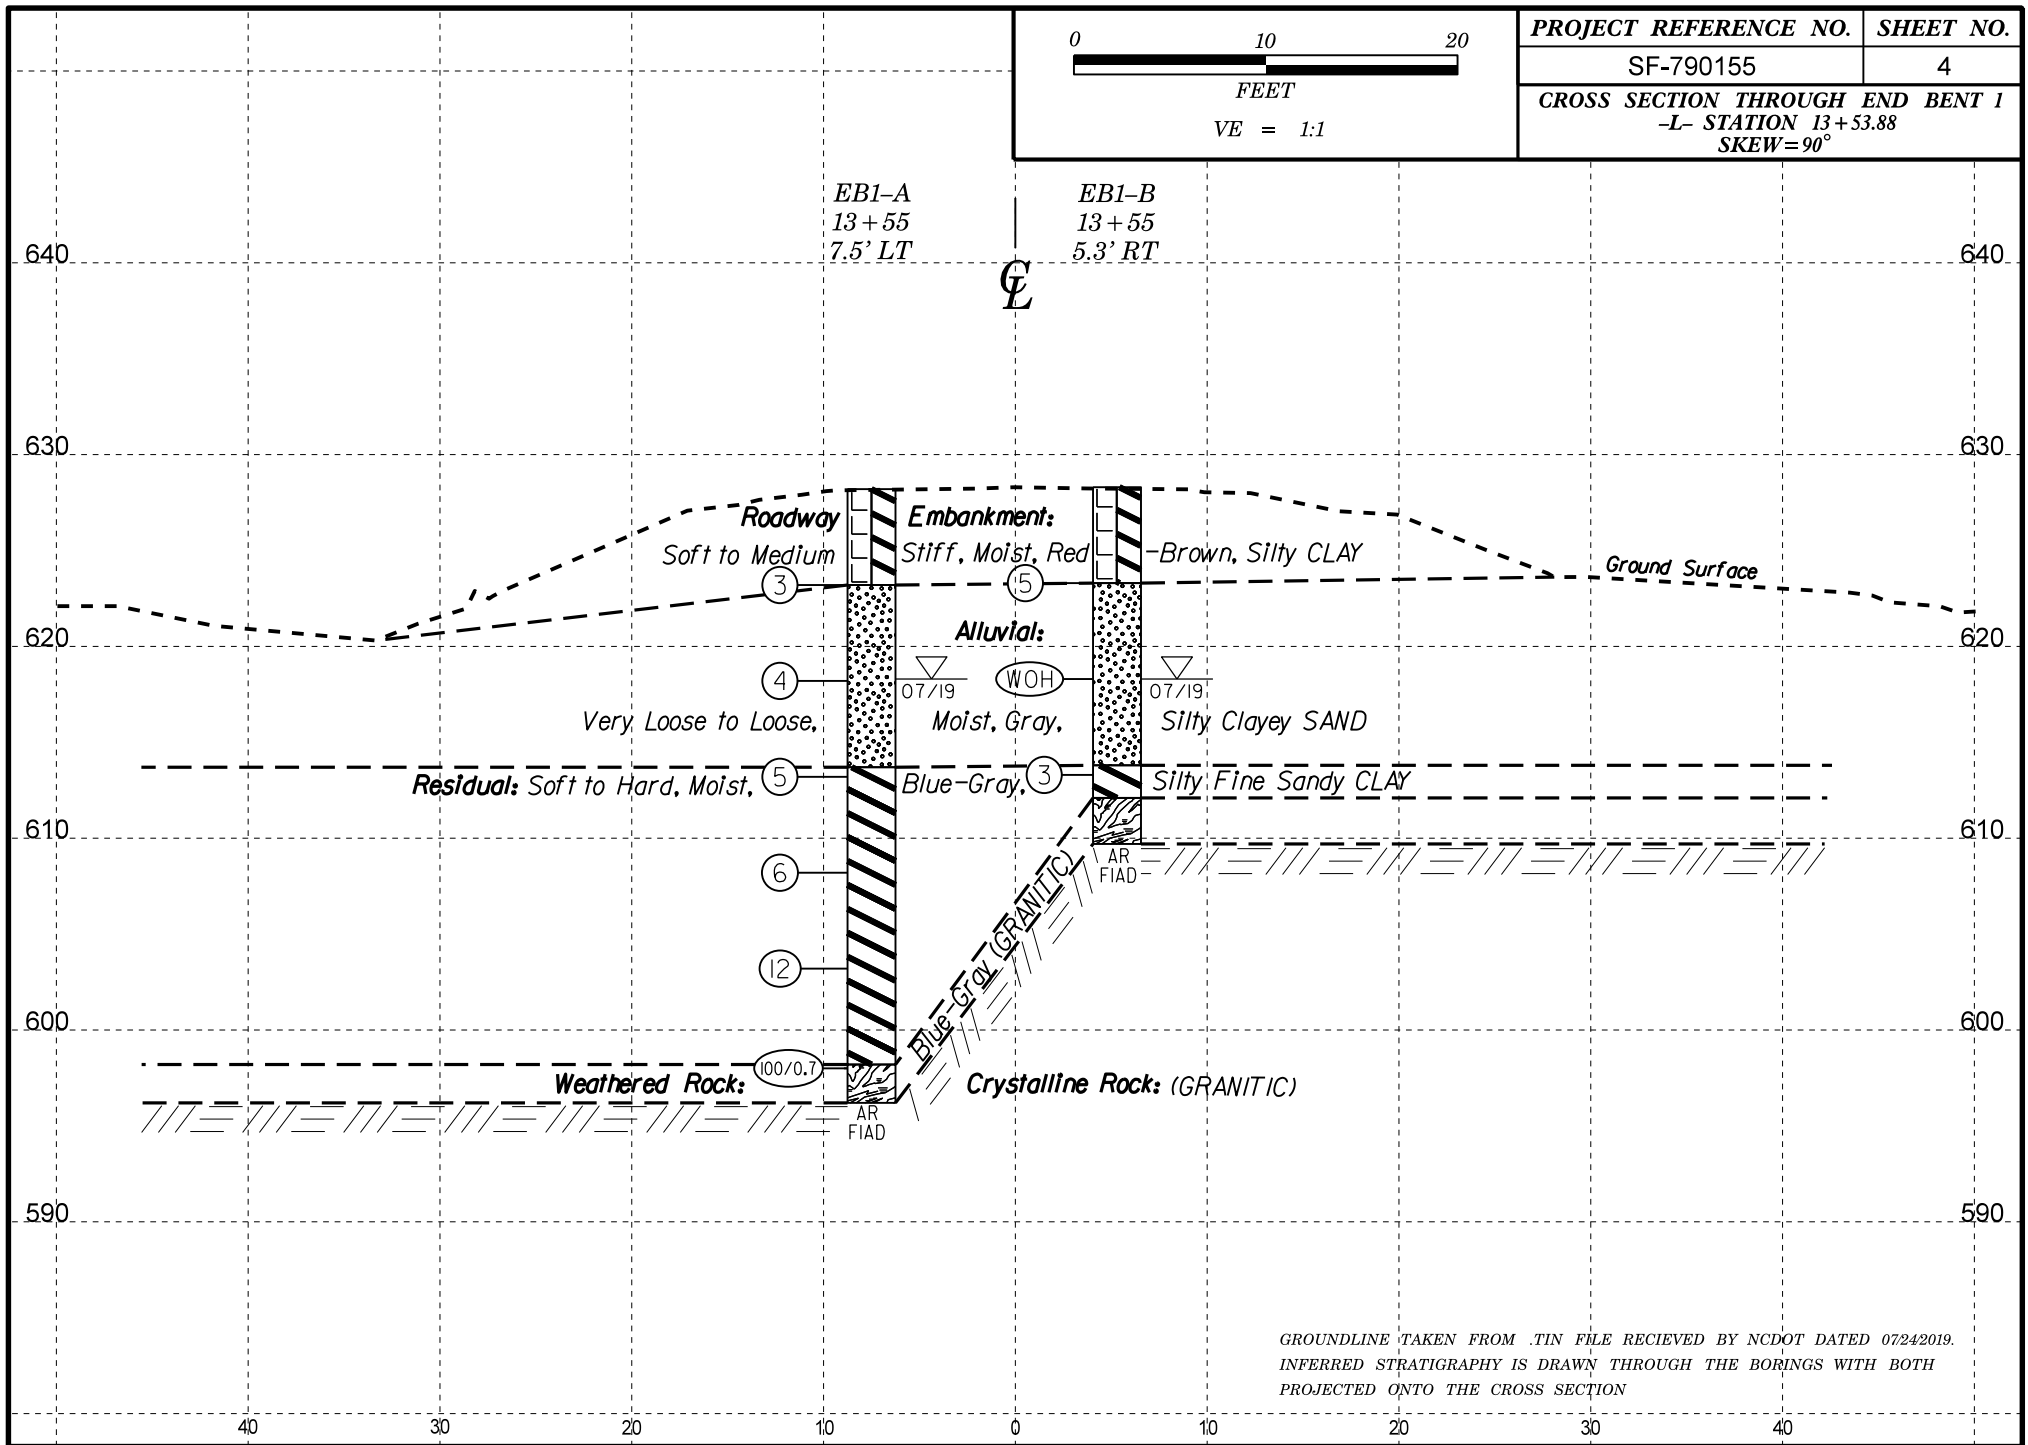 0 10 20
FEET
VE = 1:1
PROJECT REFERENCE NO. SHEET NO.
SF-790155 4
CROSS SECTION THROUGH END BENT 1
-L- STATION 13+53.88
SKEW=90°
EB1-A
13+55
7.5' LT
EB1-B
13+55
5.3' RT
CL
640 640
630 630
Roadway Embankment:
Soft to Medium Stiff, Moist, Red-Brown, Silty CLAY
Ground Surface
3 5
620 620
Alluvial:
4 WOH
07/19 07/19
Very Loose to Loose, Moist, Gray, Silty Clayey SAND
Residual: Soft to Hard, Moist, 5 Blue-Gray, 3 Silty Fine Sandy CLAY
610 610
AR
FIAD
6
12
Blue-Gray (GRANITIC)
600 600
100/0.7
Weathered Rock: Crystalline Rock: (GRANITIC)
AR
FIAD
590 590
GROUNDLINE TAKEN FROM .TIN FILE RECIEVED BY NCDOT DATED 07/24/2019.
INFERRED STRATIGRAPHY IS DRAWN THROUGH THE BORINGS WITH BOTH
PROJECTED ONTO THE CROSS SECTION
40 30 20 10 0 10 20 30 40